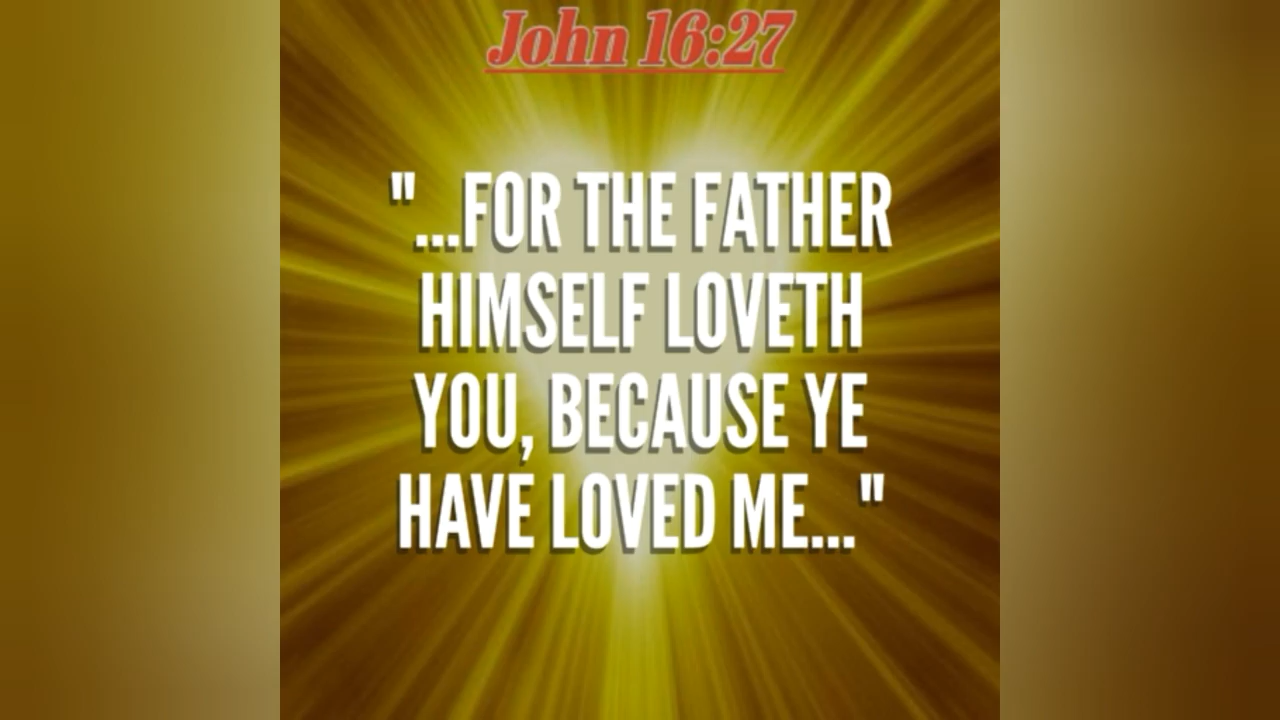 John 16:27
"...FOR THE FATHER
HIMSELF LOVETH
YOU, BECAUSE YE
HAVE LOVED ME..."